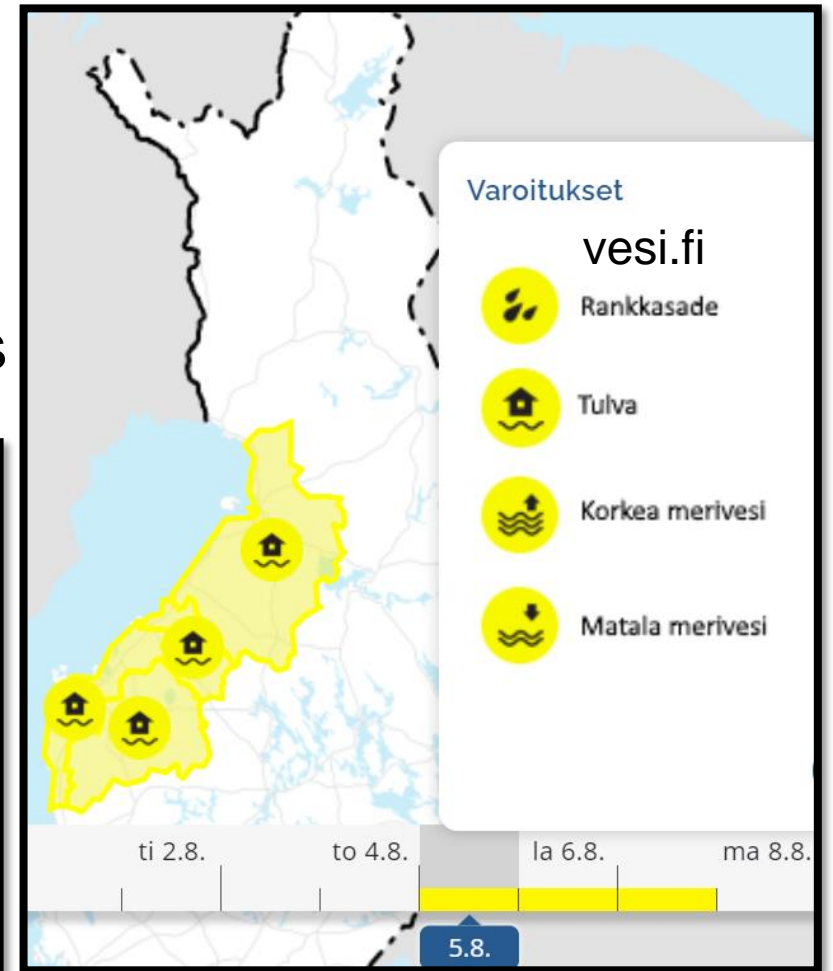 s
Varoitukset
vesi.fi
Rankkasade
Tulva
Korkea merivesi
Matala merivesi
ti 2.8.
to 4.8.
la 6.8.
ma 8.8.
5.8.